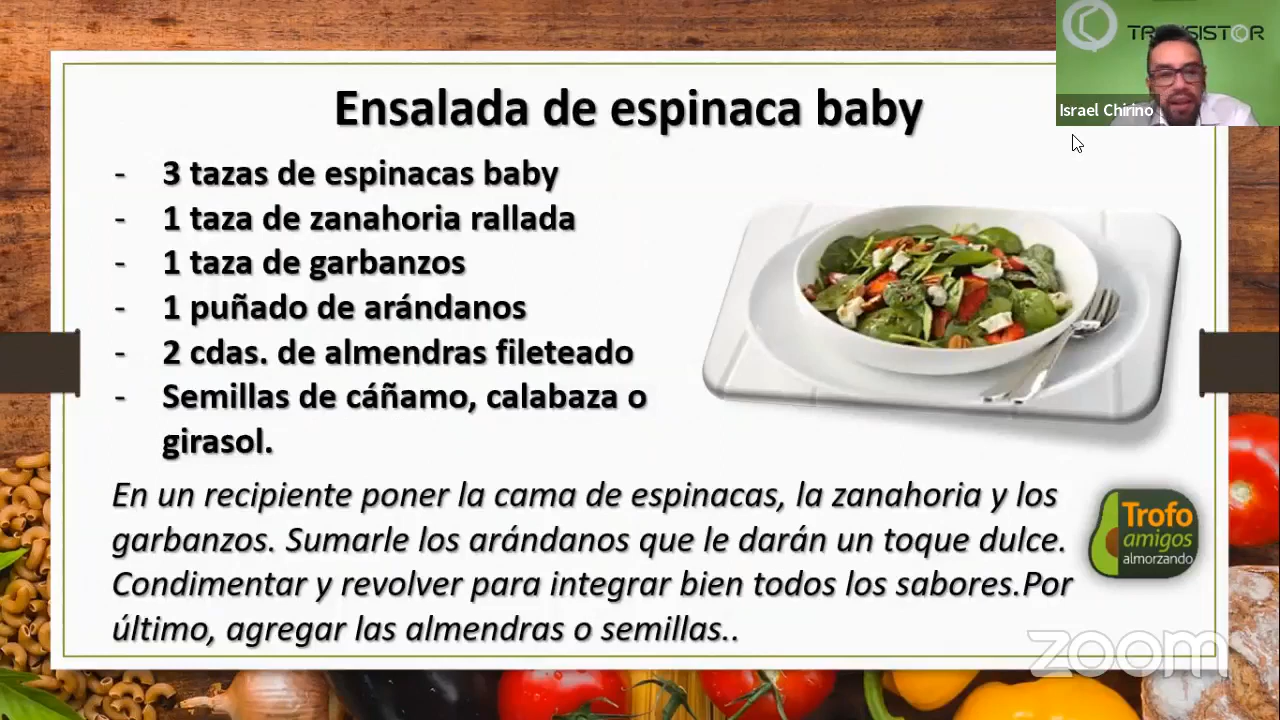 TRANSISTOR
Israel Chirino
Ensalada de espinaca baby
- 3 tazas de espinacas baby
- 1 taza de zanahoria rallada
- 1 taza de garbanzos
- 1 puñado de arándanos
- 2 cdas. de almendras fileteado
- Semillas de cáñamo, calabaza o
girasol.
En un recipiente poner la cama de espinacas, la zanahoria y los
garbanzos. Sumarle los arándanos que le darán un toque dulce.
Condimentar y revolver para integrar bien todos los sabores.Por
último, agregar las almendras o semillas..
Trofo
amigos
almorzando
zoom